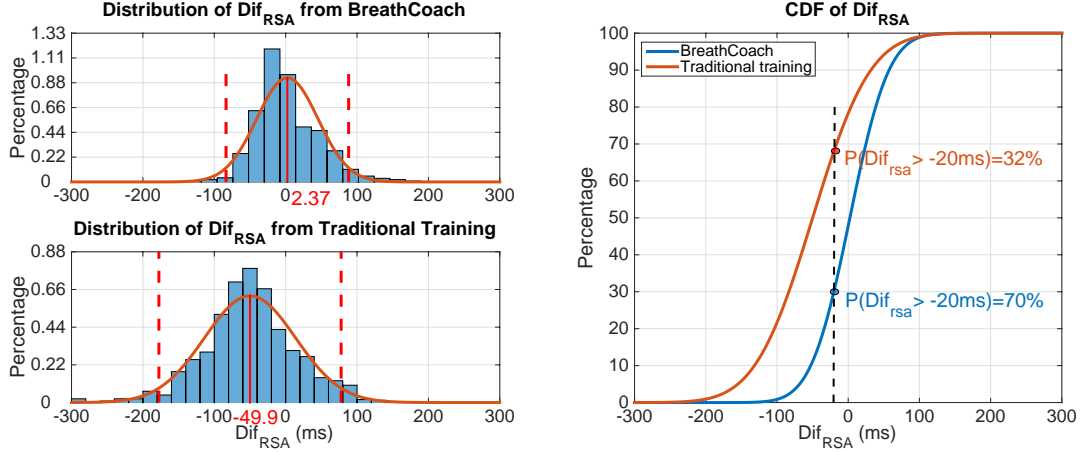 Distribution of Dif_RSA from BreathCoach
1.33
1.11
0.88
0.66
0.44
0.22
0
Percentage
-300 -200 -100 0 100 200 300
2.37
Distribution of Dif_RSA from Traditional Training
0.88
0.66
0.44
0.22
0
Percentage
-300 -200 -100 0 100 200 300
-49.9
Dif_RSA (ms)
CDF of Dif_RSA
BreathCoach
Traditional training
100
90
80
70
60
50
40
30
20
10
0
Percentage
P(Dif_rsa> -20ms)=32%
P(Dif_rsa> -20ms)=70%
-300 -200 -100 0 100 200 300
Dif_RSA (ms)